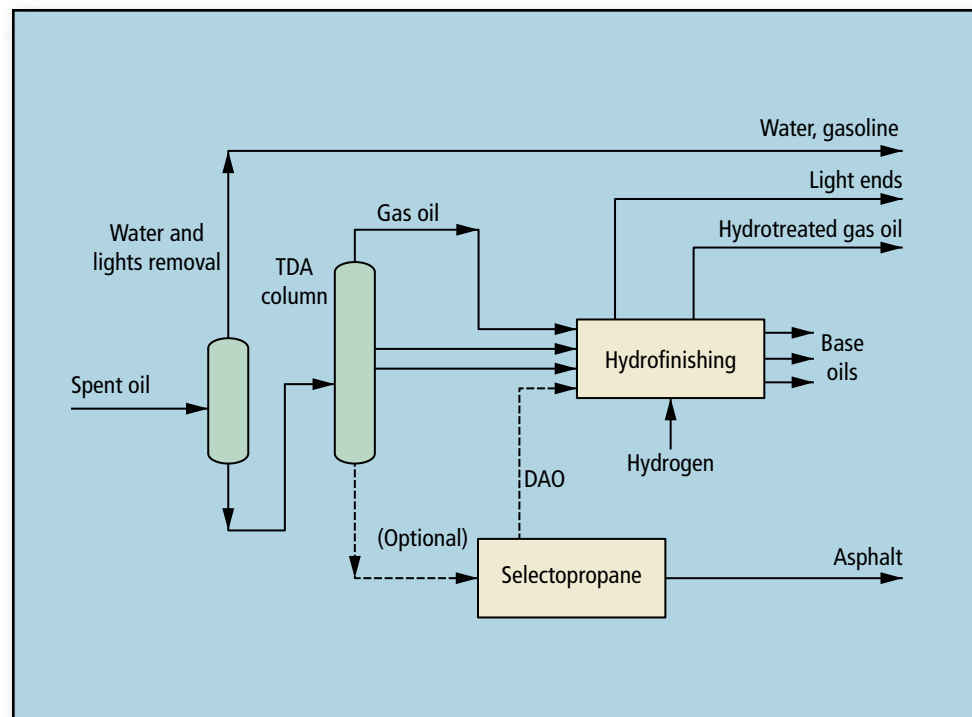 Water, gasoline
Light ends
Gas oil
Hydrotreated gas oil
Water and
lights removal
TDA
column
Hydrofinishing
Base
oils
Spent oil
Hydrogen
DAO
(Optional)
Selectopropane
Asphalt